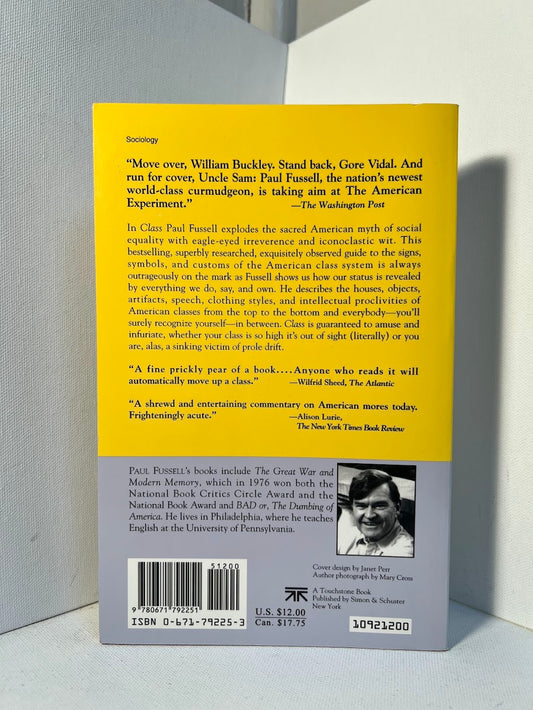 Sociology
“Move over, William Buckley. Stand back, Gore Vidal. And
run for cover, Uncle Sam: Paul Fussell, the nation’s newest
world-class curmudgeon, is taking aim at The American
Experiment.”
—The Washington Post
In Class Paul Fussell explodes the sacred American myth of social
equality with eagle-eyed irreverence and iconoclastic wit. This
bestselling, superbly researched, exquisitely observed guide to the signs,
symbols, and customs of the American class system is always
outrageously on the mark as Fussell shows us how our status is revealed
by everything we do, say, and own. He describes the houses, objects,
artifacts, speech, clothing styles, and intellectual proclivities of
American classes from the top to the bottom and everybody—you’ll
surely recognize yourself—in between. Class is guaranteed to amuse and
infuriate, whether your class is so high it’s out of sight (literally) or you
are, alas, a sinking victim of prole drift.
“A fine prickly pear of a book....Anyone who reads it will
automatically move up a class.”
—Wilfrid Sheed, The Atlantic
“A shrewd and entertaining commentary on American mores today.
Frighteningly acute.”
—Alison Lurie,
The New York Times Book Review
PAUL FUSSELL’s books include The Great War and
Modern Memory, which in 1976 won both the
National Book Critics Circle Award and the
National Book Award and BAD or, The Dumbing of
America. He lives in Philadelphia, where he teaches
English at the University of Pennsylvania.
Cover design by Janet Perr
Author photograph by Mary Cross
A Touchstone Book
Published by Simon & Schuster
New York
51200
9 780671 792251
ISBN 0-671-79225-3
U.S. $12.00
Can. $17.75
10921200